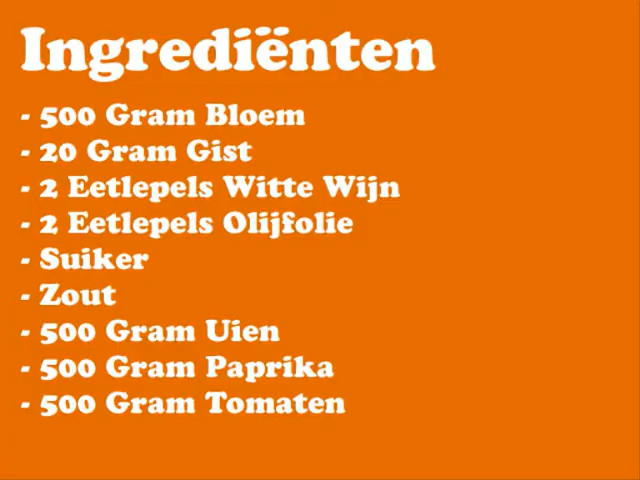 Ingrediënten
- 500 Gram Bloem
- 20 Gram Gist
- 2 Eetlepels Witte Wijn
- 2 Eetlepels Olijfolie
- Suiker
- Zout
- 500 Gram Uien
- 500 Gram Paprika
- 500 Gram Tomaten